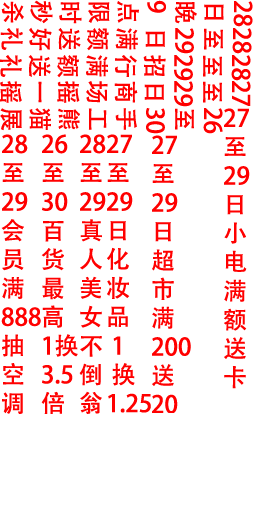 28日晚9点限时秒杀
28至29日满额送好礼
28至29招行满额送礼
27至29日商场摇一摇
26至30手工熊猫展
27至29日小电满额送卡
27至29日超市满200送20
27至29日化妆品1换1.25
28至29真人美女不倒翁
26至30百货最高1换3.5倍
28至29会员满888抽空调